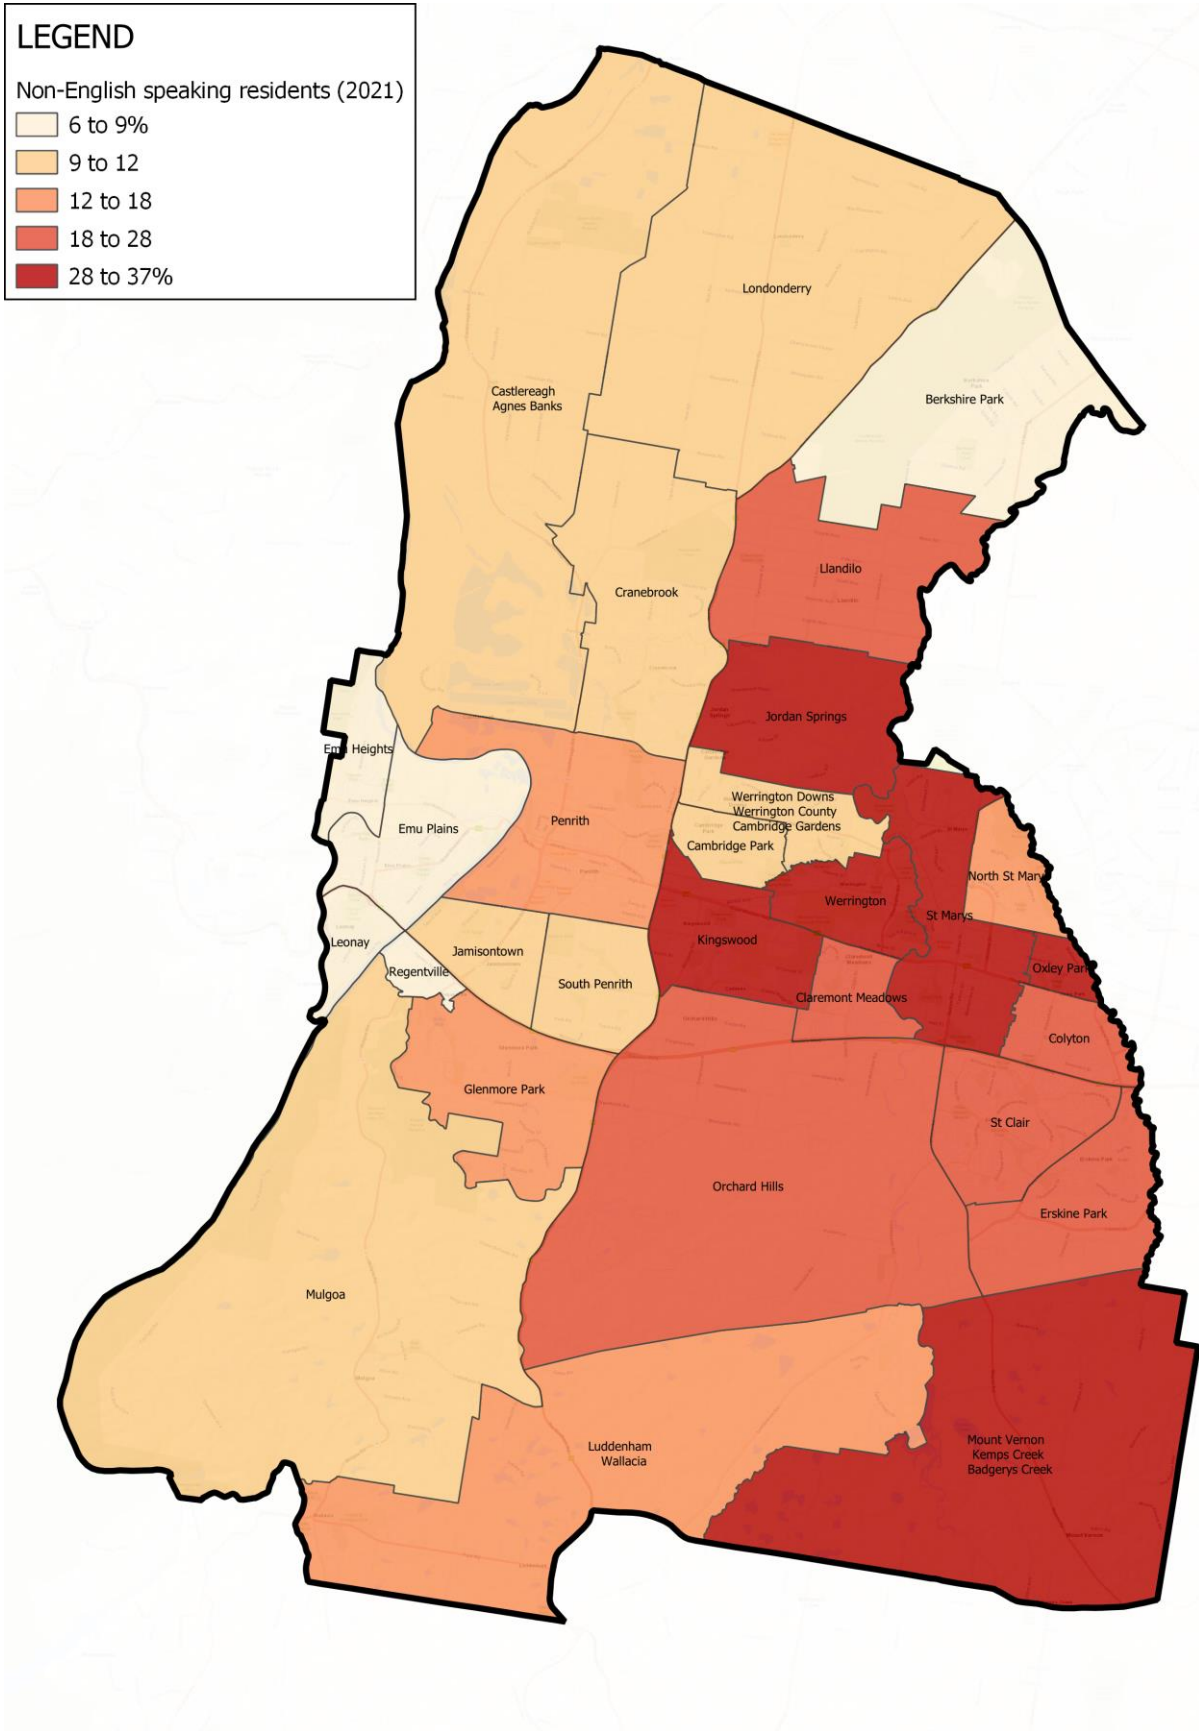 LEGEND
Non-English speaking residents (2021)
6 to 9%
9 to 12
12 to 18
18 to 28
28 to 37%
Londonderry
Castlereagh
Agnes Banks
Berkshire Park
Llandilo
Cranebrook
Jordan Springs
Emu Heights
Werrington Downs
Werrington County
Cambridge Gardens
Emu Plains
Penrith
Cambridge Park
North St Mary
Werrington
St Marys
Leonay
Jamisontown
Kingswood
Regentville
South Penrith
Oxley Park
Claremont Meadows
Colyton
Glenmore Park
St Clair
Orchard Hills
Erskine Park
Mulgoa
Luddenham
Wallacia
Mount Vernon
Kemps Creek
Badgerys Creek